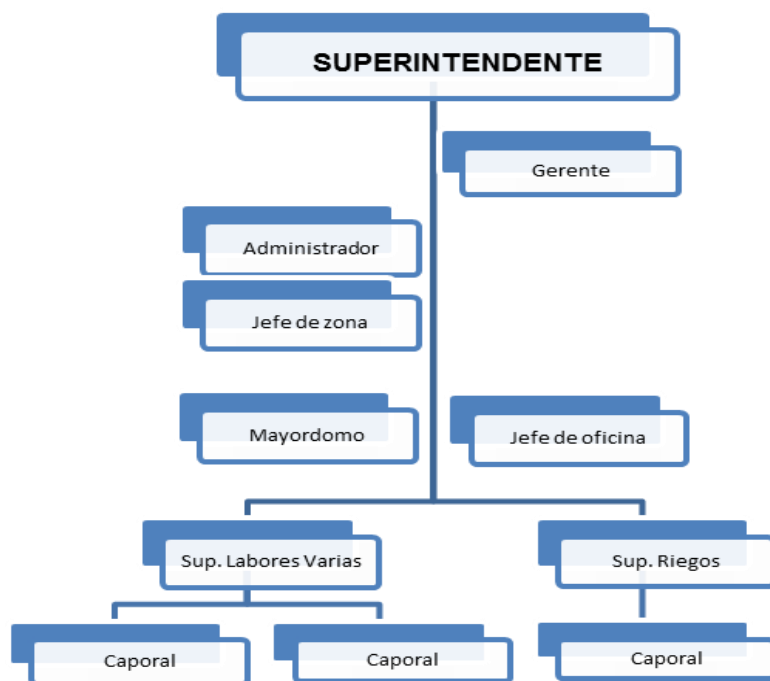 SUPERINTENDENTE
Gerente
Administrador
Jefe de zona
Mayordomo
Jefe de oficina
Sup. Labores Varias
Sup. Riegos
Caporal
Caporal
Caporal